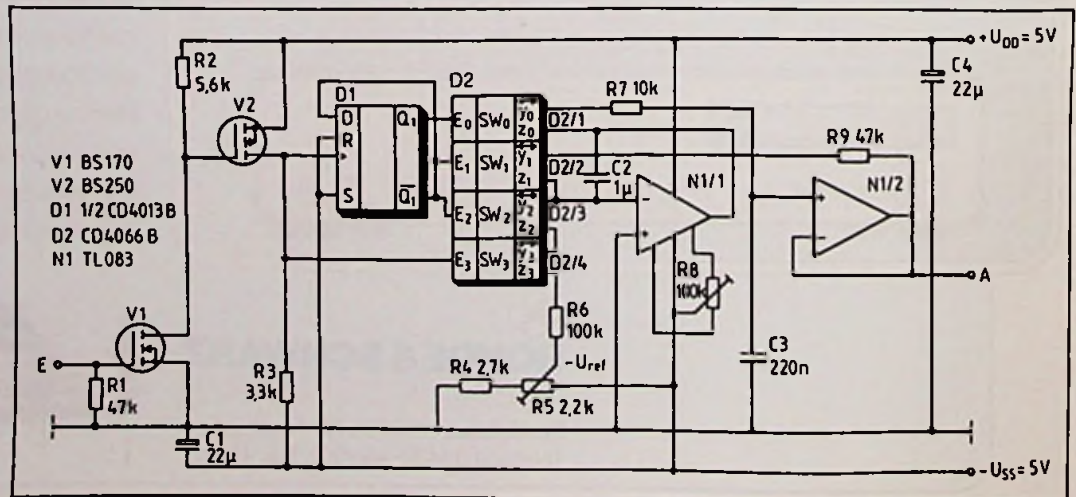 R2
5,6k
V2
D1
D
R
S
Q₁
Q̅₁
D2
E₀ SW₀ y₀ z₀ D2/1
E₁ SW₁ y₁ z₁ D2/2
E₂ SW₂ y₂ z₂ D2/3
E₃ SW₃ y₃ z₃ D2/4
R7 10k
R9 47k
C2
1µ
N1/1
−
+
N1/2
+
−
+U_DD = 5V
C4
22µ
A
V1 BS170
V2 BS250
D1 1/2 CD4013B
D2 CD4066B
N1 TL083
V1
E
R1
47k
C1
22µ
R3
3,3k
R4 2,7k
R5 2,2k
−U_ref
R6
100k
R8
100k
C3
220n
−U_SS = 5V